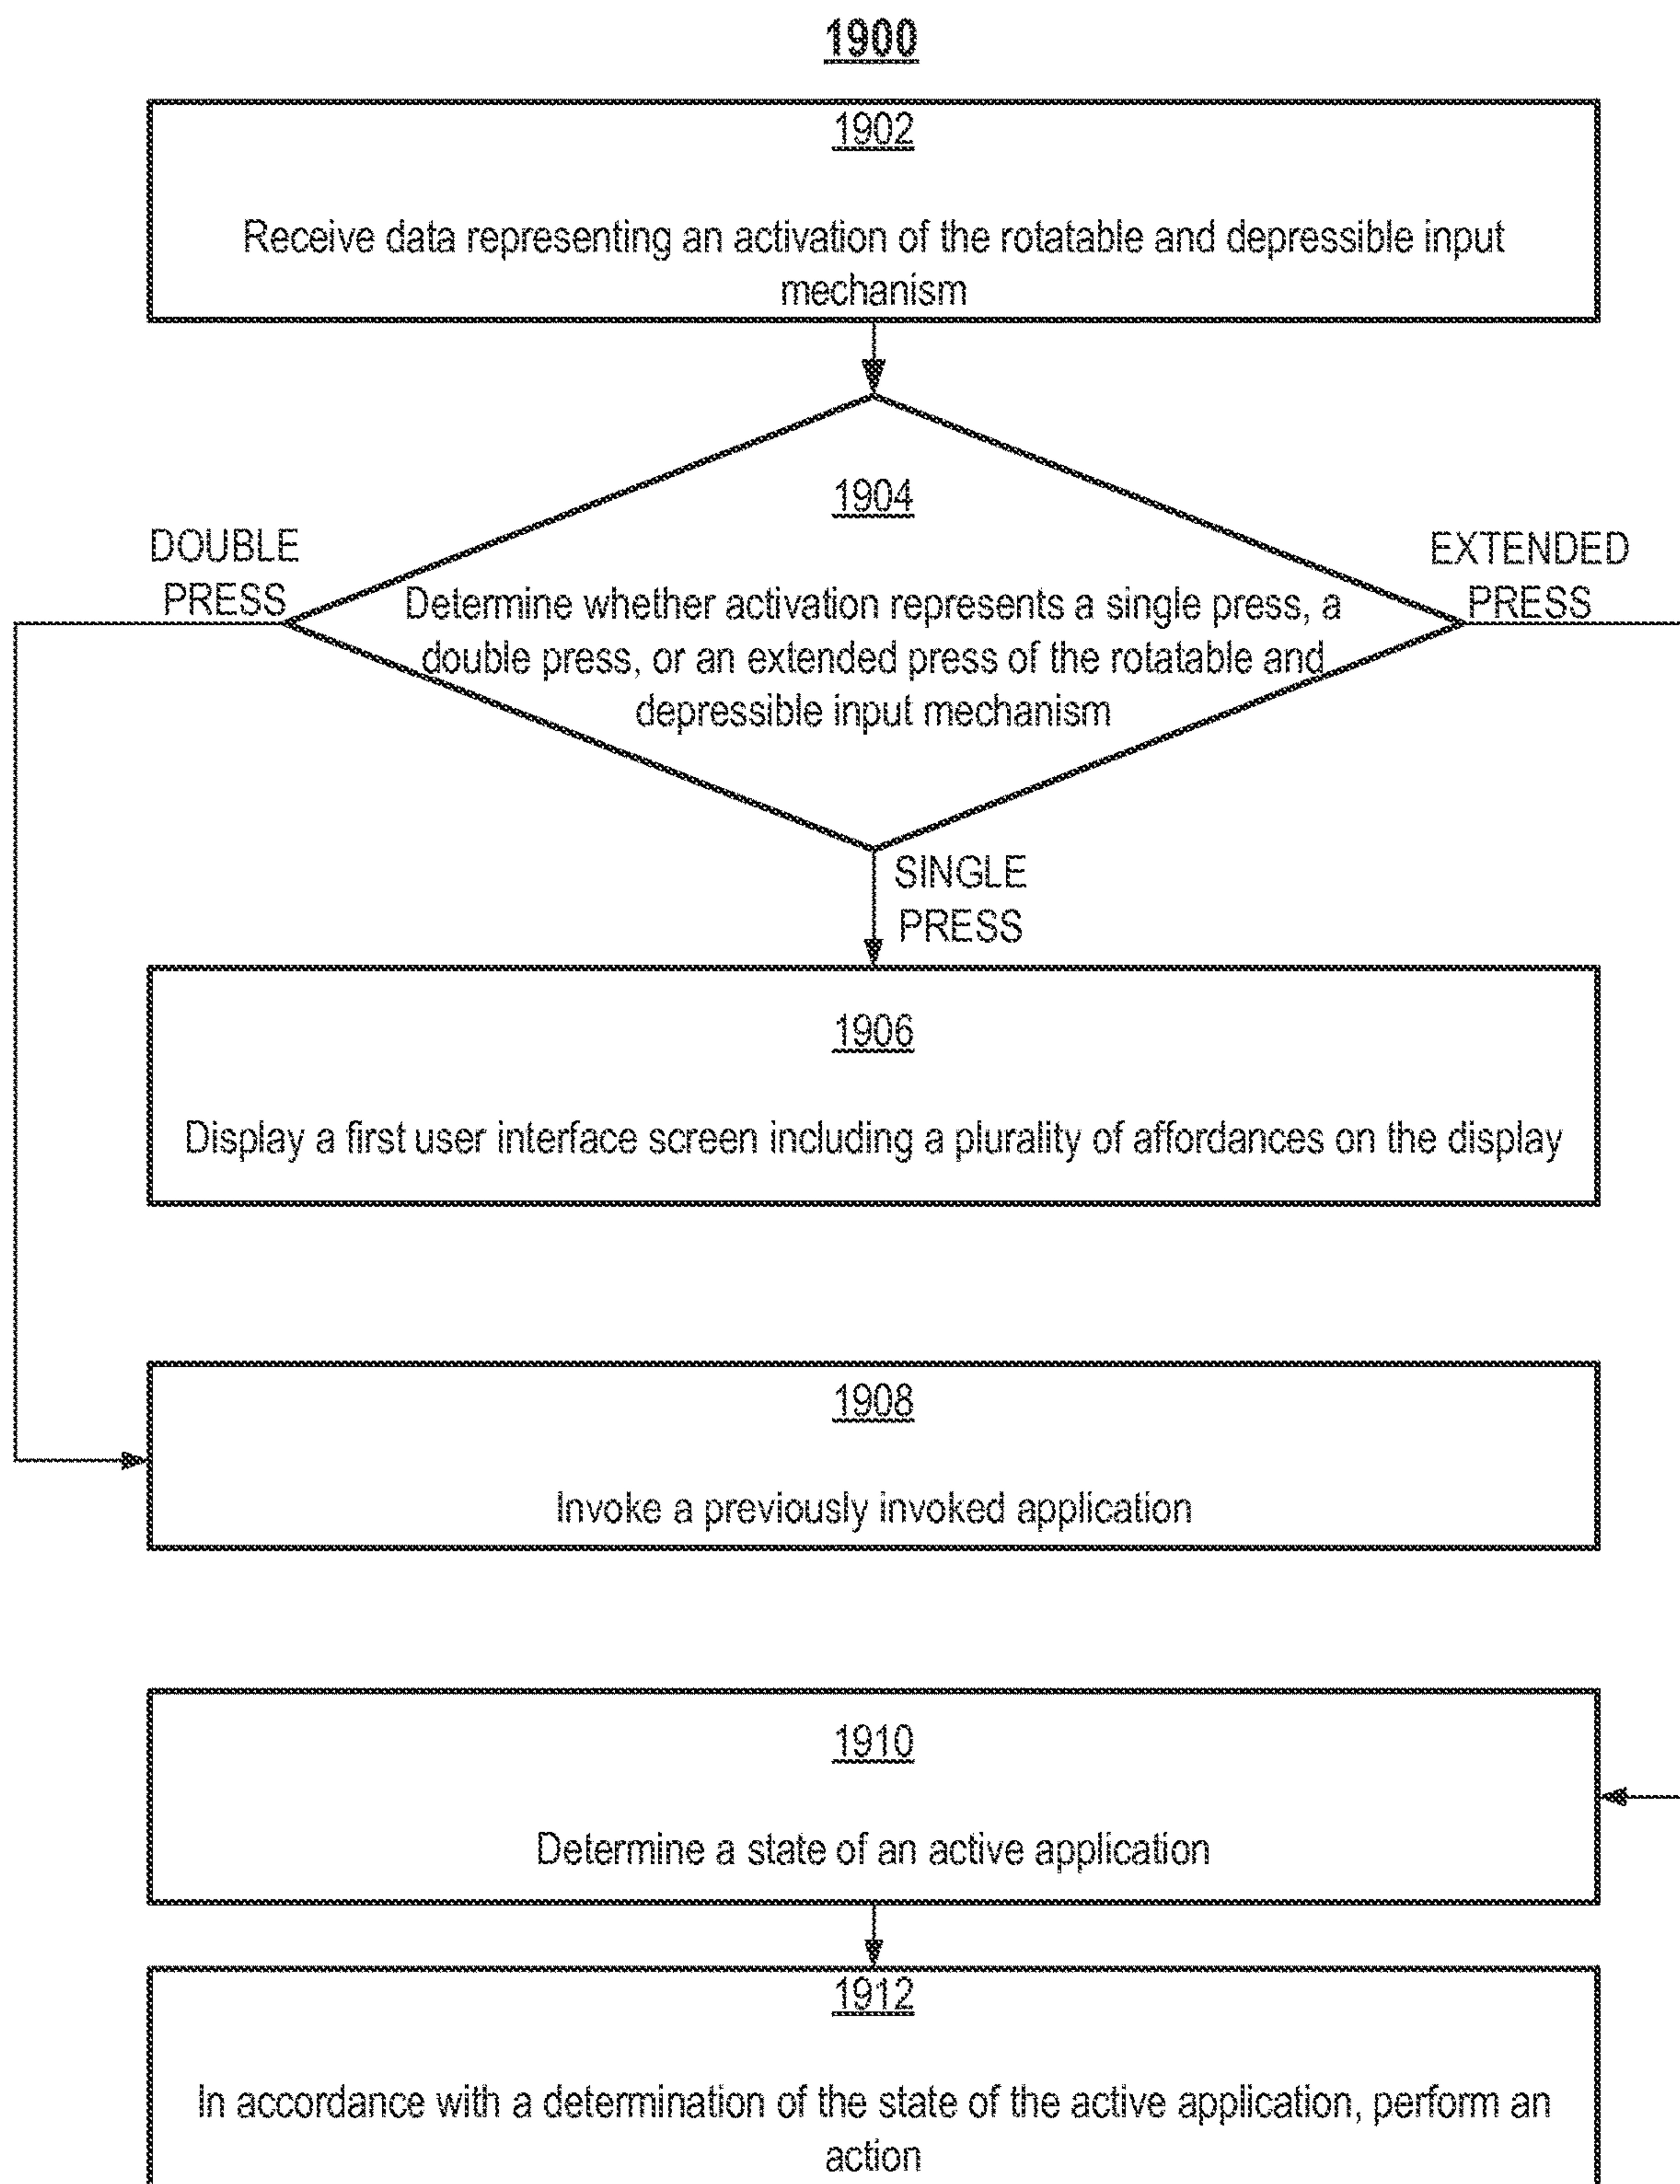 1900
1902
Receive data representing an activation of the rotatable and depressible input
mechanism
1904
DOUBLE
PRESS
EXTENDED
PRESS
Determine whether activation represents a single press, a
double press, or an extended press of the rotatable and
depressible input mechanism
SINGLE
PRESS
1906
Display a first user interface screen including a plurality of affordances on the display
1908
Invoke a previously invoked application
1910
Determine a state of an active application
1912
In accordance with a determination of the state of the active application, perform an
action